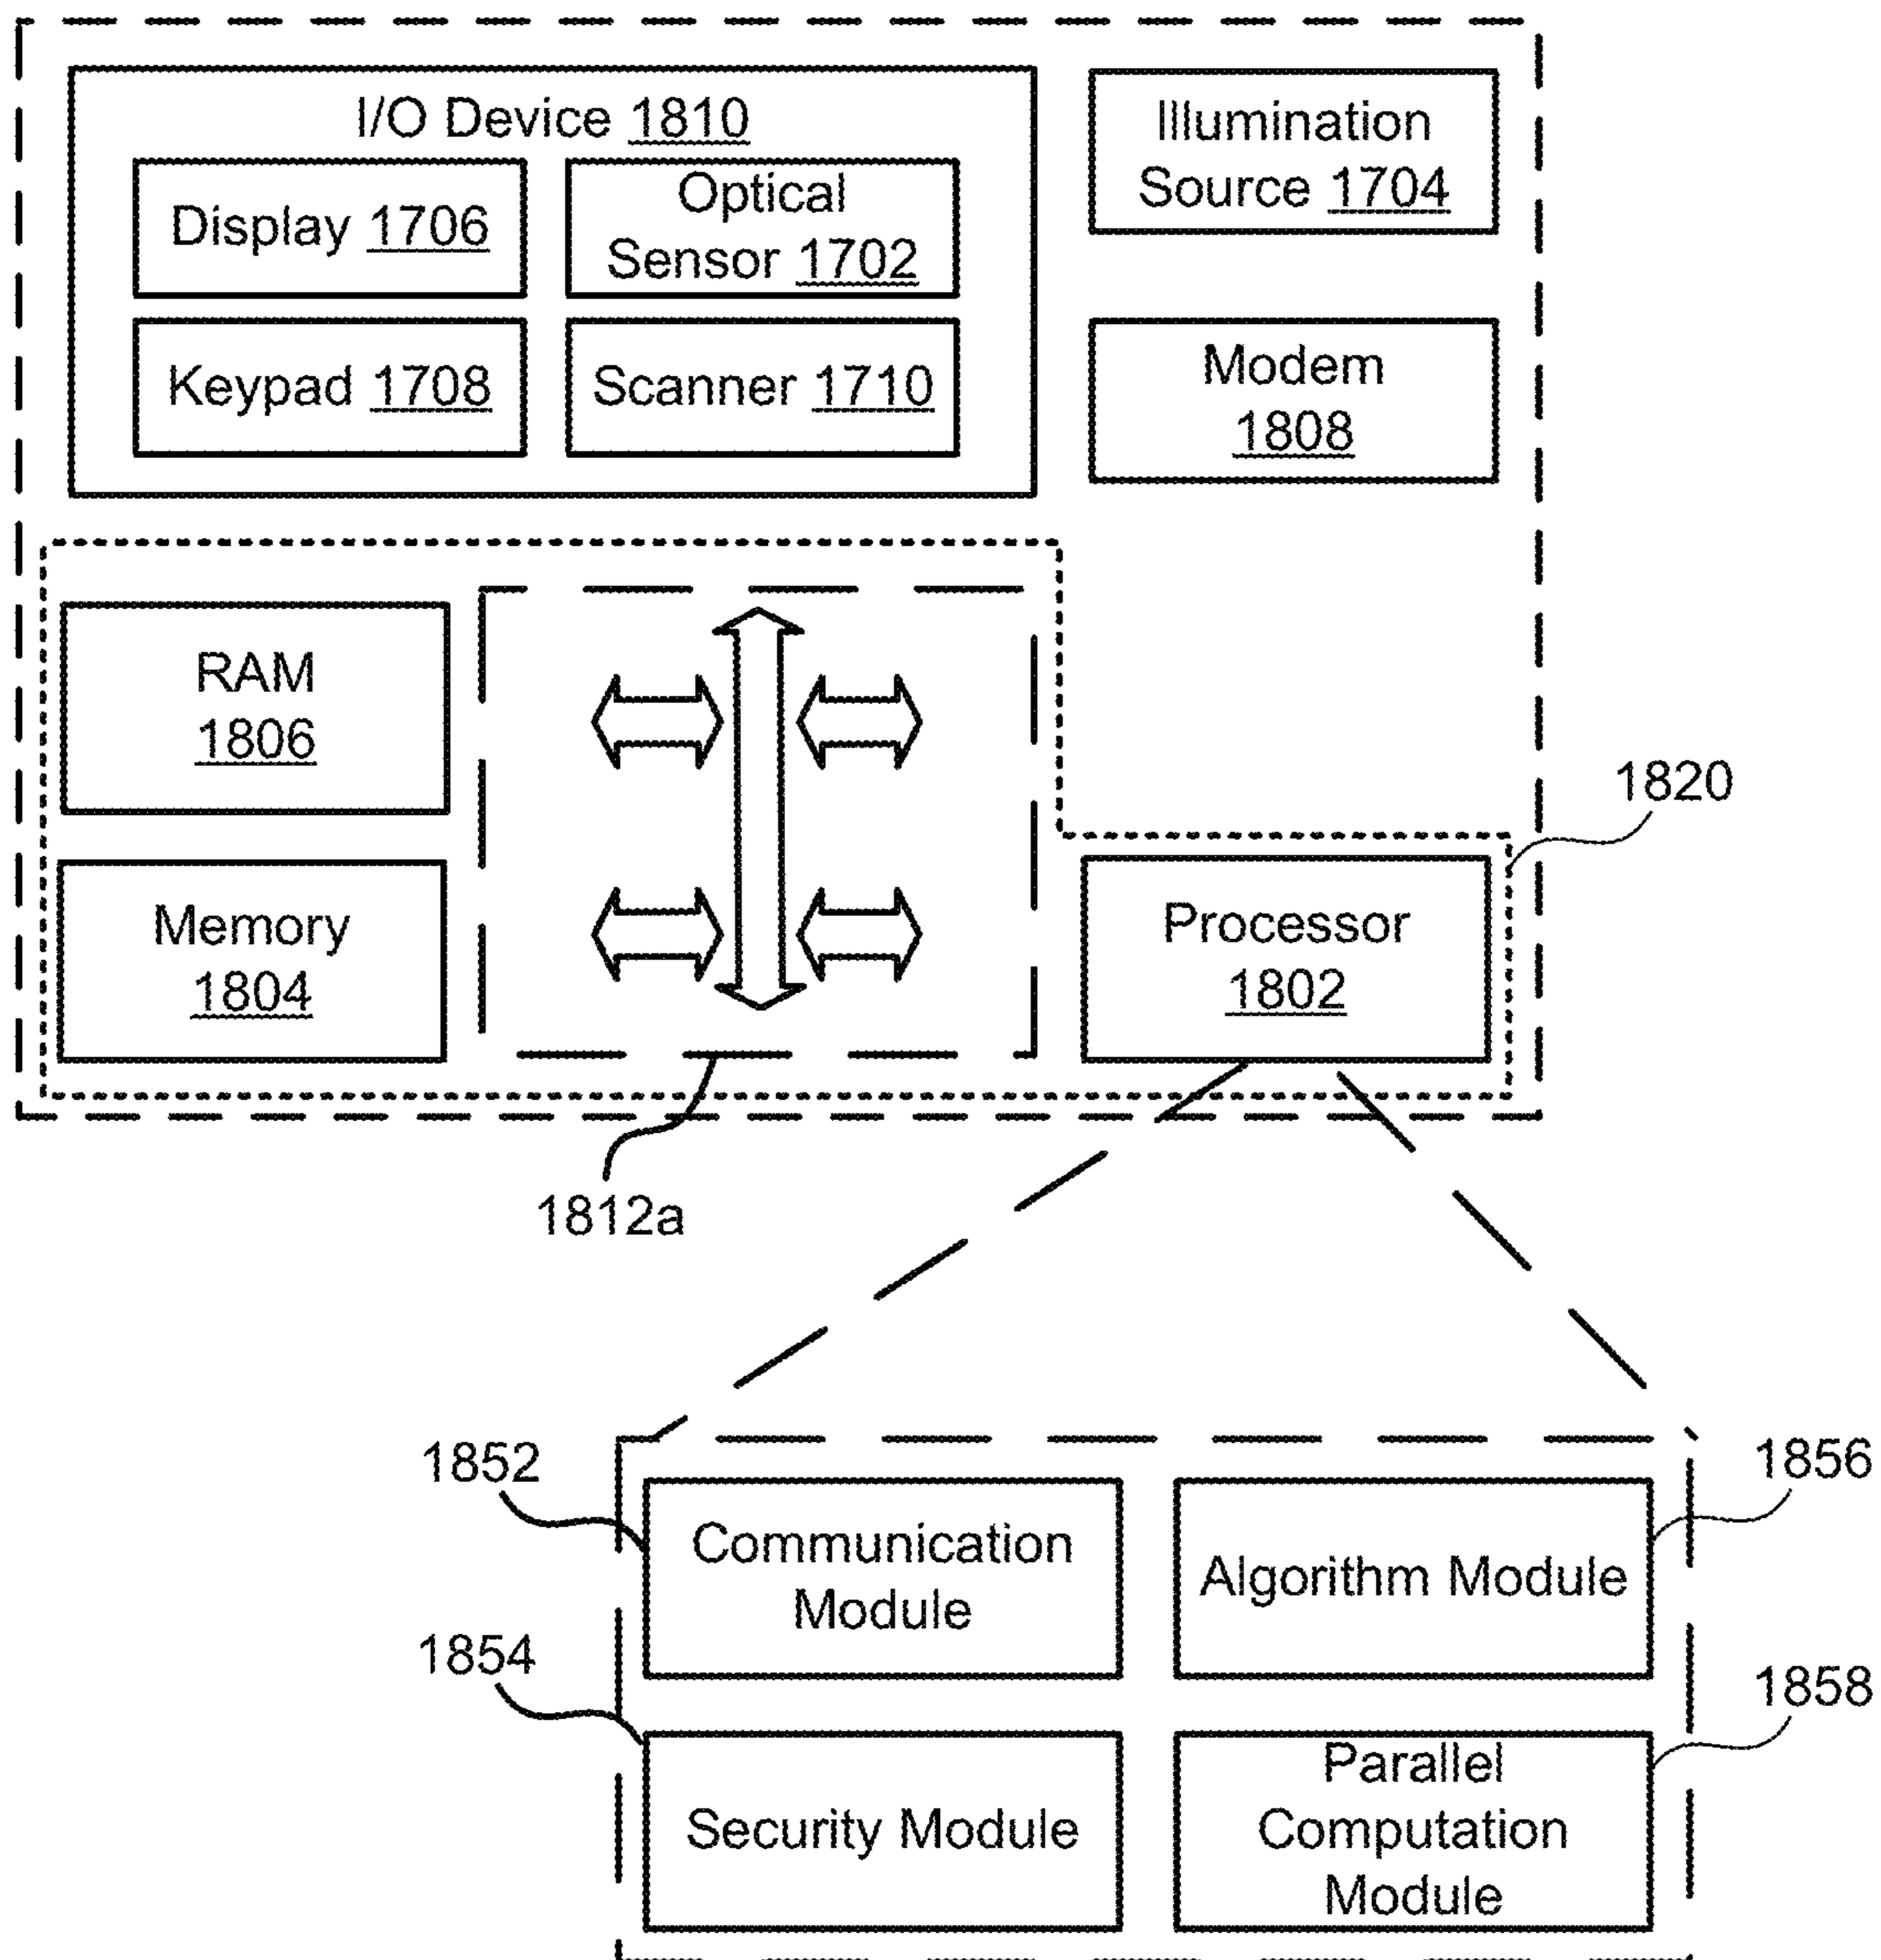 I/O Device 1810
Display 1706
Optical
Sensor 1702
Keypad 1708
Scanner 1710
Illumination
Source 1704
Modem
1808
RAM
1806
Memory
1804
1820
Processor
1802
1812a
1852
Communication
Module
1856
Algorithm Module
1854
Security Module
1858
Parallel
Computation
Module